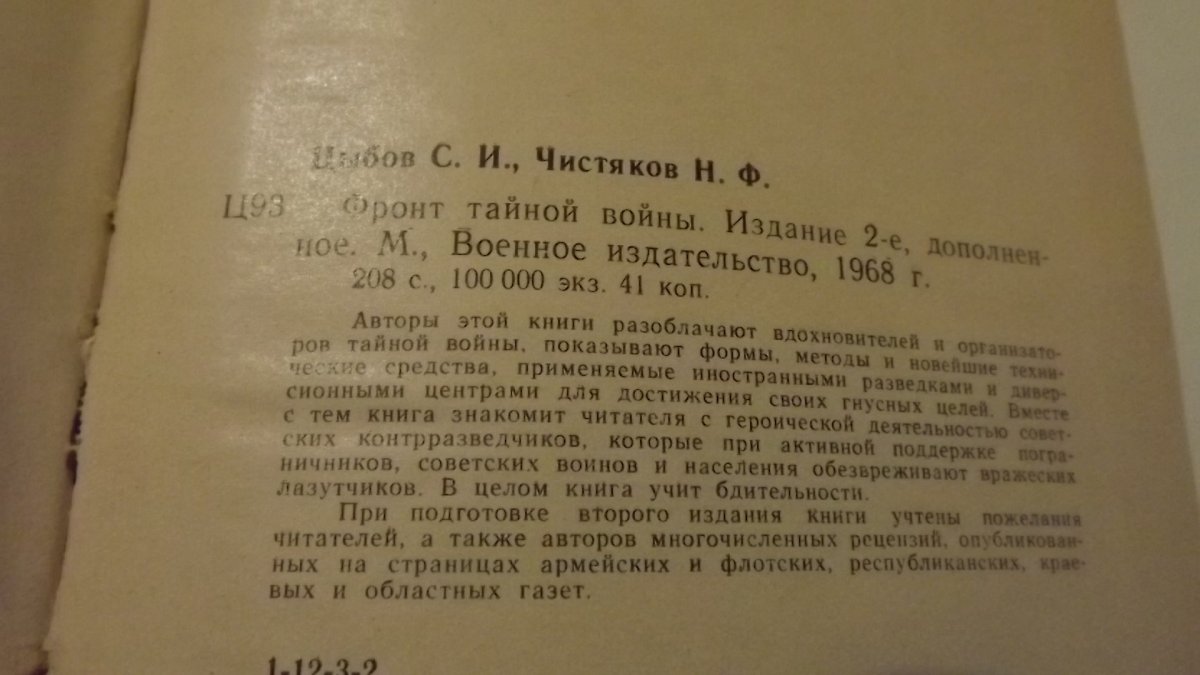 Цыбов С. И., Чистяков Н. Ф.
Ц93 Фронт тайной войны. Издание 2-е, дополнен-
ное. М., Военное издательство, 1968 г.
208 с., 100 000 экз. 41 коп.
Авторы этой книги разоблачают вдохновителей и организато-
ров тайной войны, показывают формы, методы и новейшие техни-
ческие средства, применяемые иностранными разведками и дивер-
сионными центрами для достижения своих гнусных целей. Вместе
с тем книга знакомит читателя с героической деятельностью совет-
ских контрразведчиков, которые при активной поддержке погра-
ничников, советских воинов и населения обезвреживают вражеских
лазутчиков. В целом книга учит бдительности.
При подготовке второго издания книги учтены пожелания
читателей, а также авторов многочисленных рецензий, опубликован-
ных на страницах армейских и флотских, республиканских, крае-
вых и областных газет.
1-12-3-2